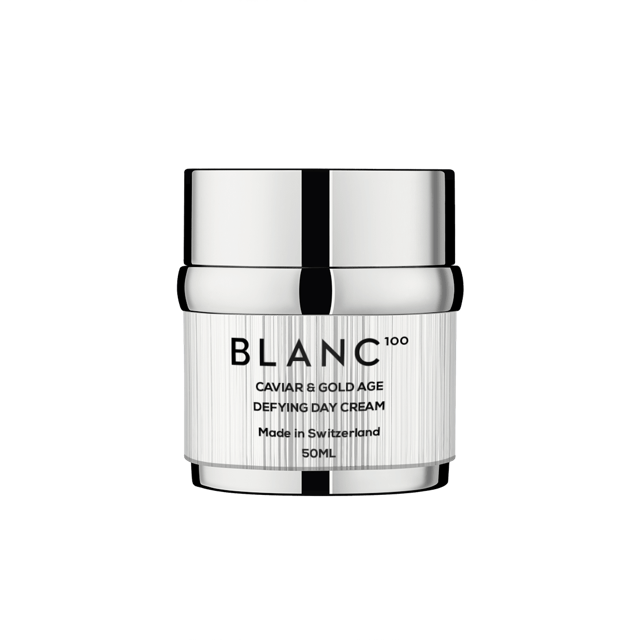 BLANC¹⁰⁰
CAVIAR & GOLD AGE
DEFYING DAY CREAM
Made in Switzerland
50ML